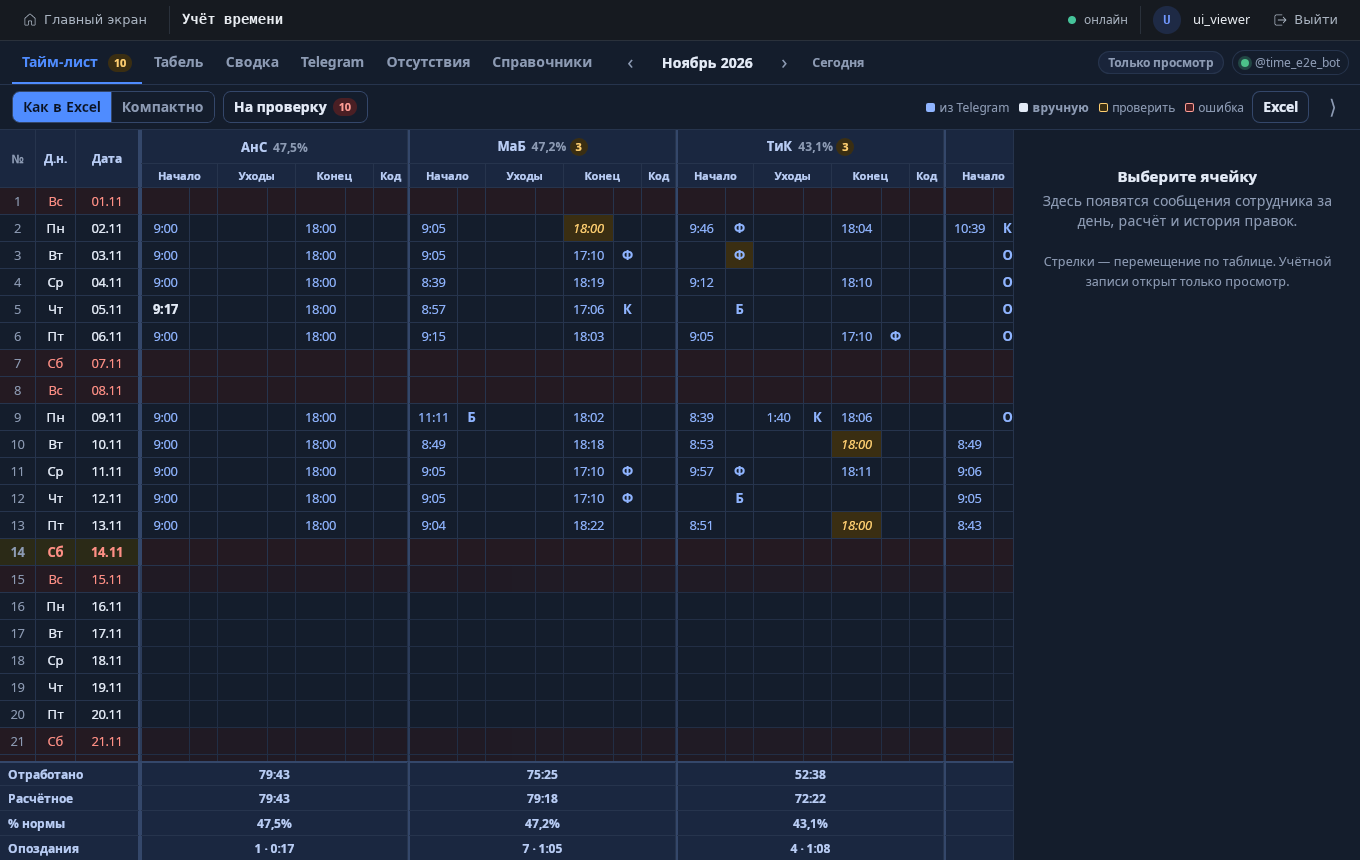 Главный экран Учёт времени онлайн U ui_viewer Выйти
Тайм-лист 10 Табель Сводка Telegram Отсутствия Справочники ‹ Ноябрь 2026 › Сегодня Только просмотр @time_e2e_bot
Как в Excel Компактно На проверку 10 из Telegram вручную проверить ошибка Excel ⟩
№ Д.н. Дата АнС 47,5% МаБ 47,2% 3 ТиК 43,1% 3
Начало Уходы Конец Код Начало Уходы Конец Код Начало Уходы Конец Код Начало
1 Вс 01.11
2 Пн 02.11 9:00 18:00 9:05 18:00 9:46 Ф 18:04 10:39 К
3 Вт 03.11 9:00 18:00 9:05 17:10 Ф Ф О
4 Ср 04.11 9:00 18:00 8:39 18:19 9:12 18:10 О
5 Чт 05.11 9:17 18:00 8:57 17:06 К Б О
6 Пт 06.11 9:00 18:00 9:15 18:03 9:05 17:10 Ф О
7 Сб 07.11
8 Вс 08.11
9 Пн 09.11 9:00 18:00 11:11 Б 18:02 8:39 1:40 К 18:06 О
10 Вт 10.11 9:00 18:00 8:49 18:18 8:53 18:00 8:49
11 Ср 11.11 9:00 18:00 9:05 17:10 Ф 9:57 Ф 18:11 9:06
12 Чт 12.11 9:00 18:00 9:05 17:10 Ф Б 9:05
13 Пт 13.11 9:00 18:00 9:04 18:22 8:51 18:00 8:43
14 Сб 14.11
15 Вс 15.11
16 Пн 16.11
17 Вт 17.11
18 Ср 18.11
19 Чт 19.11
20 Пт 20.11
21 Сб 21.11
Отработано 79:43 75:25 52:38
Расчётное 79:43 79:18 72:22
% нормы 47,5% 47,2% 43,1%
Опоздания 1 · 0:17 7 · 1:05 4 · 1:08
Выберите ячейку
Здесь появятся сообщения сотрудника за
день, расчёт и история правок.
Стрелки — перемещение по таблице. Учётной
записи открыт только просмотр.